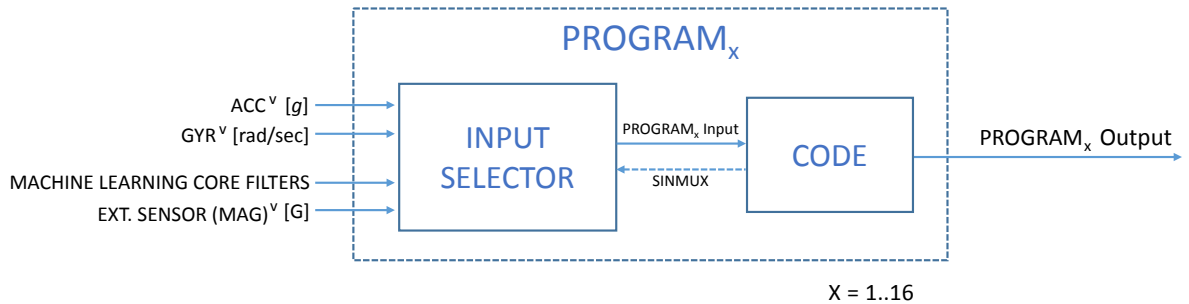 PROGRAMx
ACC v [g]
GYR v [rad/sec]
MACHINE LEARNING CORE FILTERS
EXT. SENSOR (MAG) v [G]
INPUT
SELECTOR
PROGRAMx Input
SINMUX
CODE
PROGRAMx Output
X = 1..16